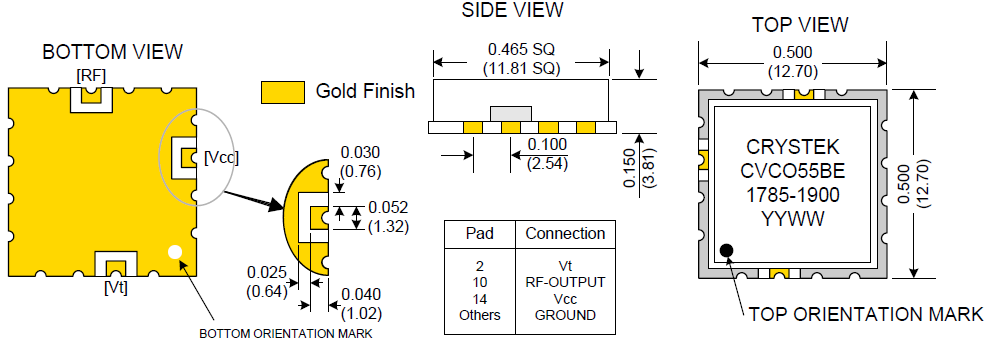 BOTTOM VIEW
[RF]
[Vcc]
[Vt]
BOTTOM ORIENTATION MARK
Gold Finish
0.030
(0.76)
0.052
(1.32)
0.025
(0.64)
0.040
(1.02)
SIDE VIEW
0.465 SQ
(11.81 SQ)
0.100
(2.54)
0.150
(3.81)
Pad Connection
2 Vt
10 RF-OUTPUT
14 Vcc
Others GROUND
TOP VIEW
0.500
(12.70)
CRYSTEK
CVCO55BE
1785-1900
YYWW
0.500
(12.70)
TOP ORIENTATION MARK